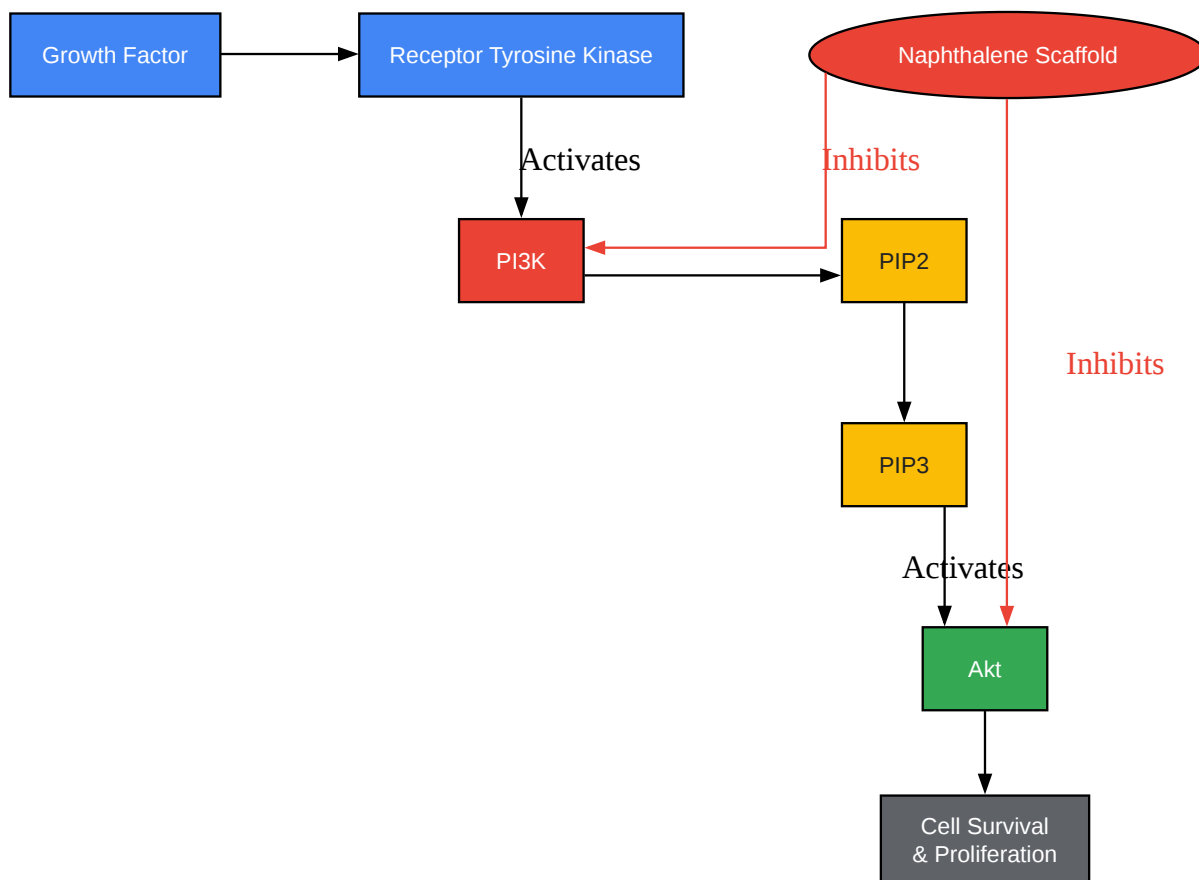 Growth Factor
Receptor Tyrosine Kinase
Naphthalene Scaffold
Activates
Inhibits
PI3K
PIP2
Inhibits
PIP3
Activates
Akt
Cell Survival
& Proliferation